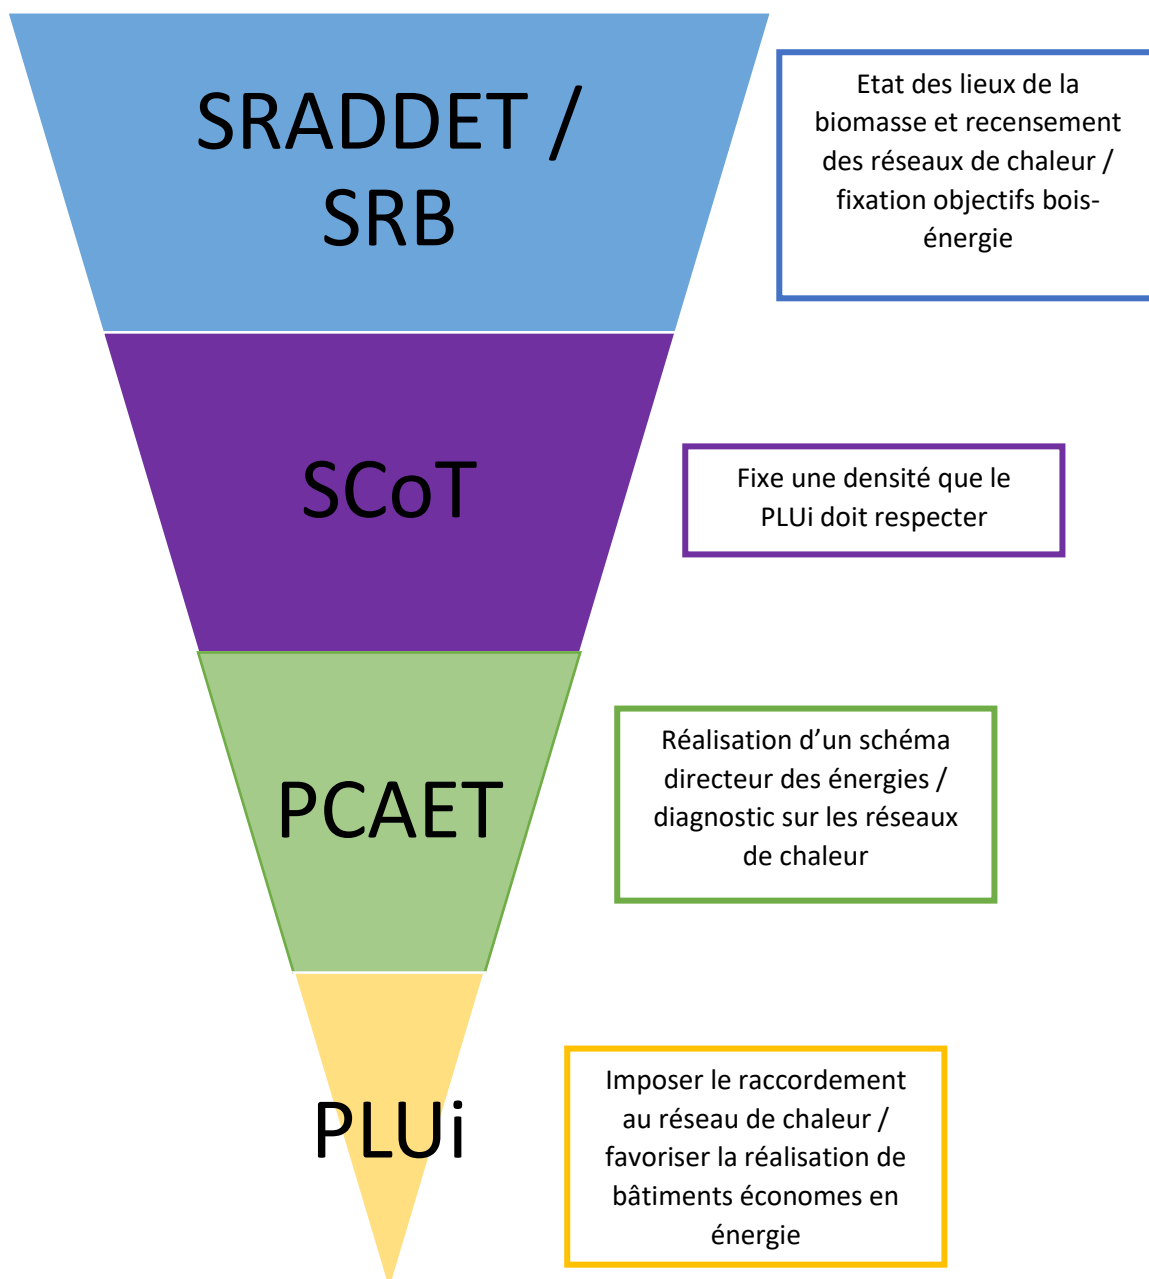 SRADDET /
SRB
Etat des lieux de la
biomasse et recensement
des réseaux de chaleur /
fixation objectifs bois-
énergie
SCoT
Fixe une densité que le
PLUi doit respecter
PCAET
Réalisation d’un schéma
directeur des énergies /
diagnostic sur les réseaux
de chaleur
PLUi
Imposer le raccordement
au réseau de chaleur /
favoriser la réalisation de
bâtiments économes en
énergie